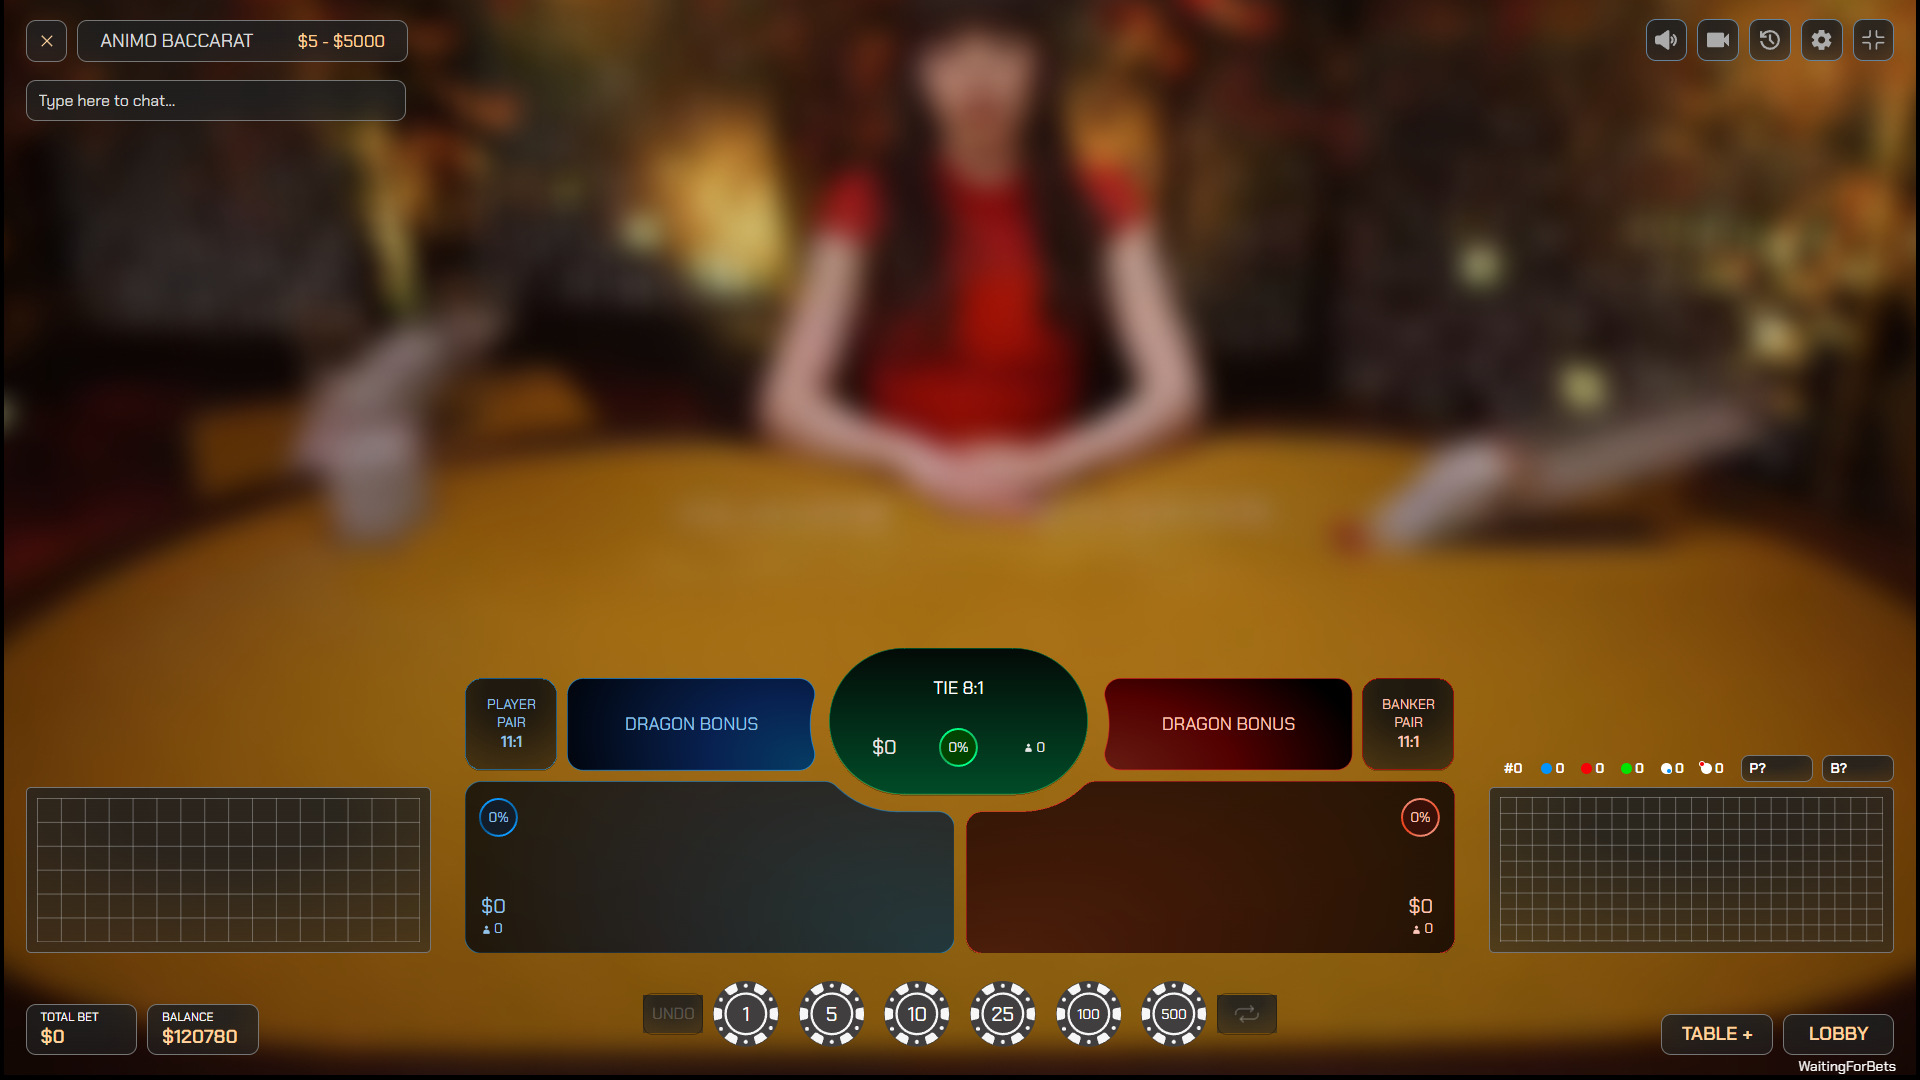 ANIMO BACCARAT $5 - $5000
Type here to chat...
TIE 8:1
$0 0% 0
PLAYER
PAIR
11:1
DRAGON BONUS
DRAGON BONUS
BANKER
PAIR
11:1
#0 0 0 0 0 0 P? B?
0%
$0
0
0%
$0
0
TOTAL BET
$0
BALANCE
$120780
UNDO 1 5 10 25 100 500
TABLE + LOBBY
WaitingForBets